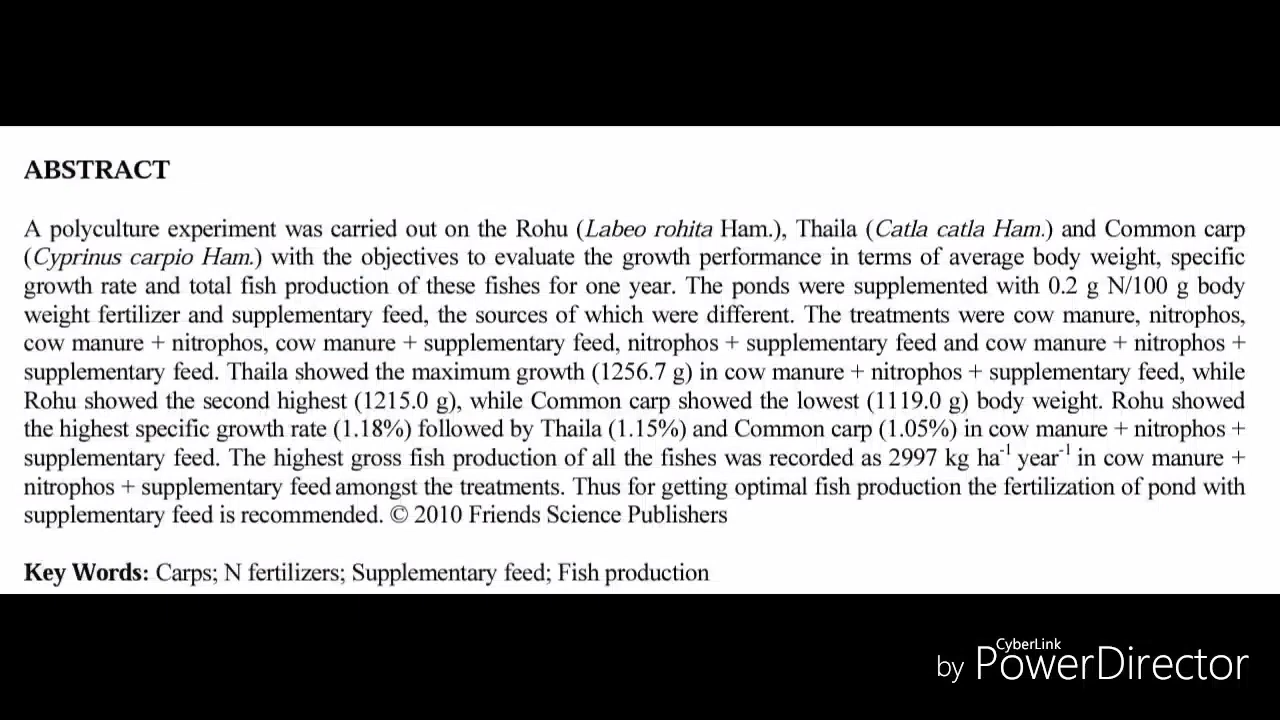 ABSTRACT
A polyculture experiment was carried out on the Rohu (Labeo rohita Ham.), Thaila (Catla catla Ham.) and Common carp
(Cyprinus carpio Ham.) with the objectives to evaluate the growth performance in terms of average body weight, specific
growth rate and total fish production of these fishes for one year. The ponds were supplemented with 0.2 g N/100 g body
weight fertilizer and supplementary feed, the sources of which were different. The treatments were cow manure, nitrophos,
cow manure + nitrophos, cow manure + supplementary feed, nitrophos + supplementary feed and cow manure + nitrophos +
supplementary feed. Thaila showed the maximum growth (1256.7 g) in cow manure + nitrophos + supplementary feed, while
Rohu showed the second highest (1215.0 g), while Common carp showed the lowest (1119.0 g) body weight. Rohu showed
the highest specific growth rate (1.18%) followed by Thaila (1.15%) and Common carp (1.05%) in cow manure + nitrophos +
supplementary feed. The highest gross fish production of all the fishes was recorded as 2997 kg ha⁻¹ year⁻¹ in cow manure +
nitrophos + supplementary feed amongst the treatments. Thus for getting optimal fish production the fertilization of pond with
supplementary feed is recommended. © 2010 Friends Science Publishers
Key Words: Carps; N fertilizers; Supplementary feed; Fish production
CyberLink
by PowerDirector